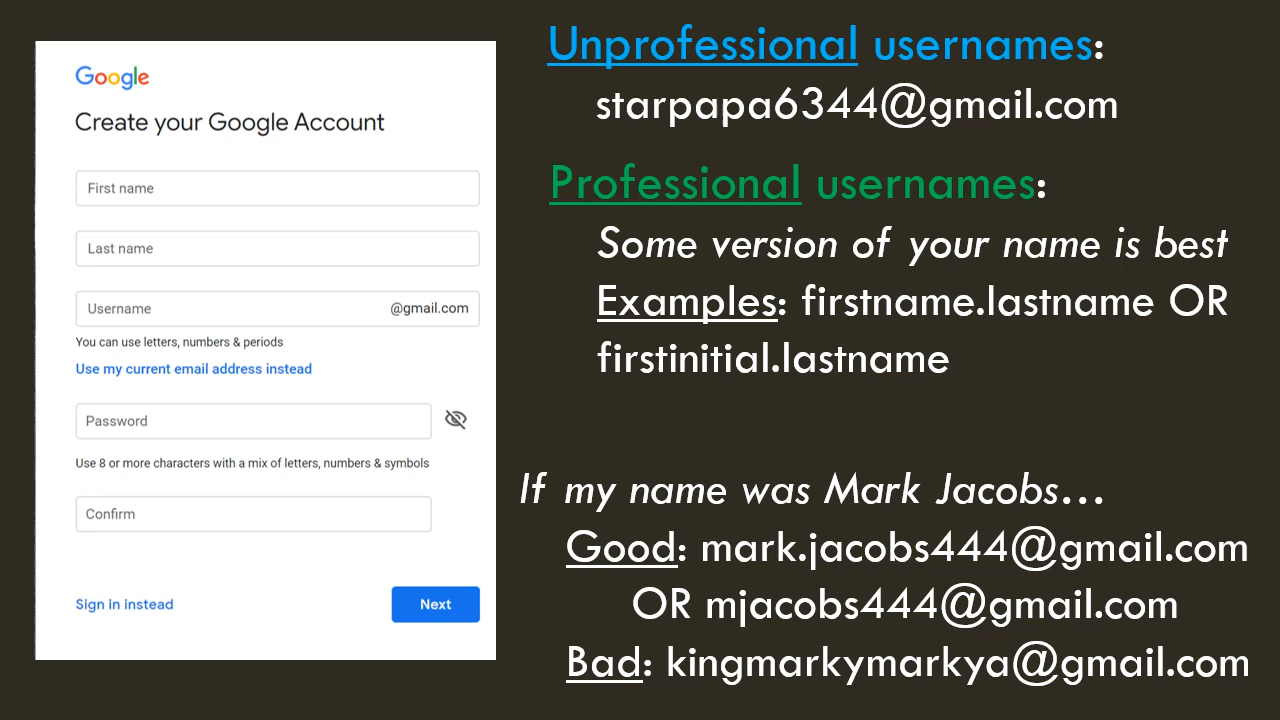 Google
Create your Google Account
First name
Last name
Username @gmail.com
You can use letters, numbers & periods
Use my current email address instead
Password
Use 8 or more characters with a mix of letters, numbers & symbols
Confirm
Sign in instead Next
Unprofessional usernames:
starpapa6344@gmail.com
Professional usernames:
Some version of your name is best
Examples: firstname.lastname OR
firstinitial.lastname
If my name was Mark Jacobs...
Good: mark.jacobs444@gmail.com
OR mjacobs444@gmail.com
Bad: kingmarkymarkya@gmail.com